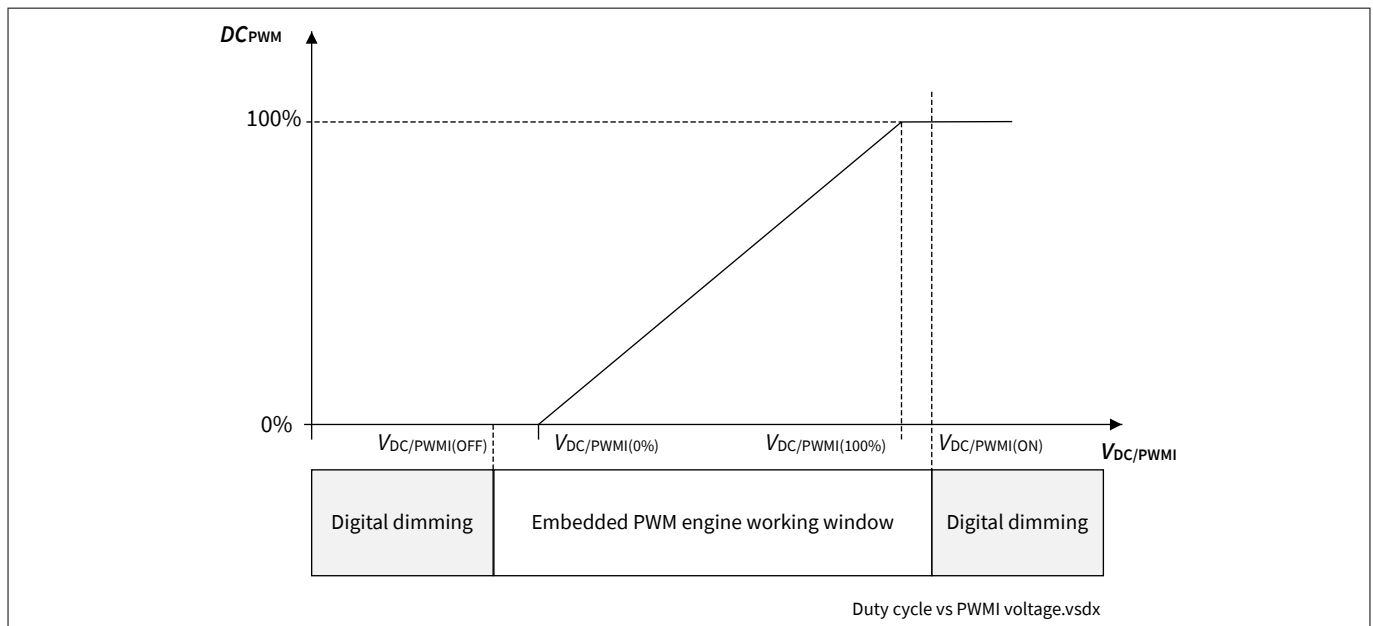 DCPWM
100%
0%
VDC/PWMI(OFF) VDC/PWMI(0%) VDC/PWMI(100%) VDC/PWMI(ON)
VDC/PWMI
Digital dimming Embedded PWM engine working window Digital dimming
Duty cycle vs PWMI voltage.vsdx